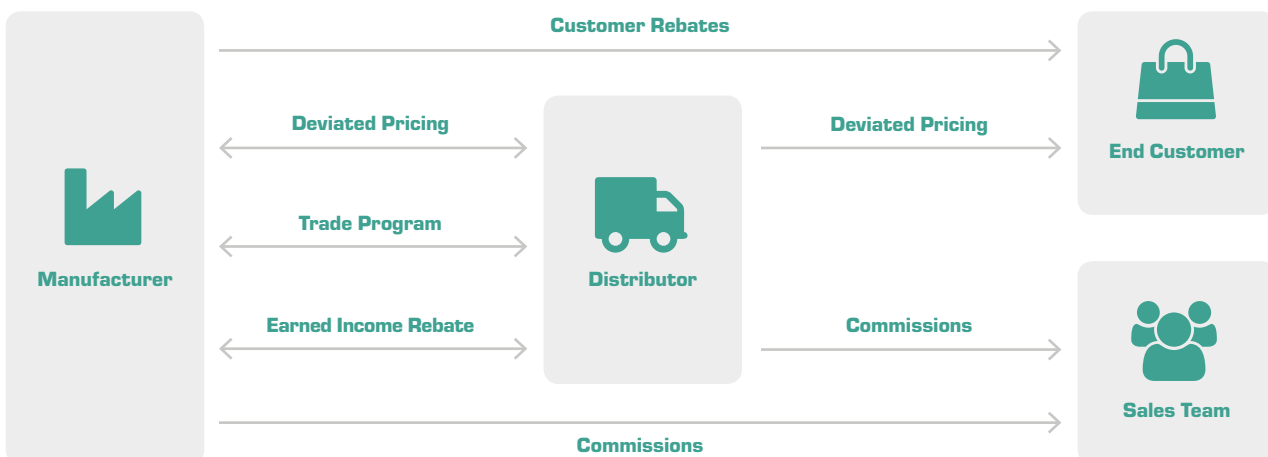 Customer Rebates
Deviated Pricing
Deviated Pricing
End Customer
Trade Program
Manufacturer
Distributor
Earned Income Rebate
Commissions
Sales Team
Commissions